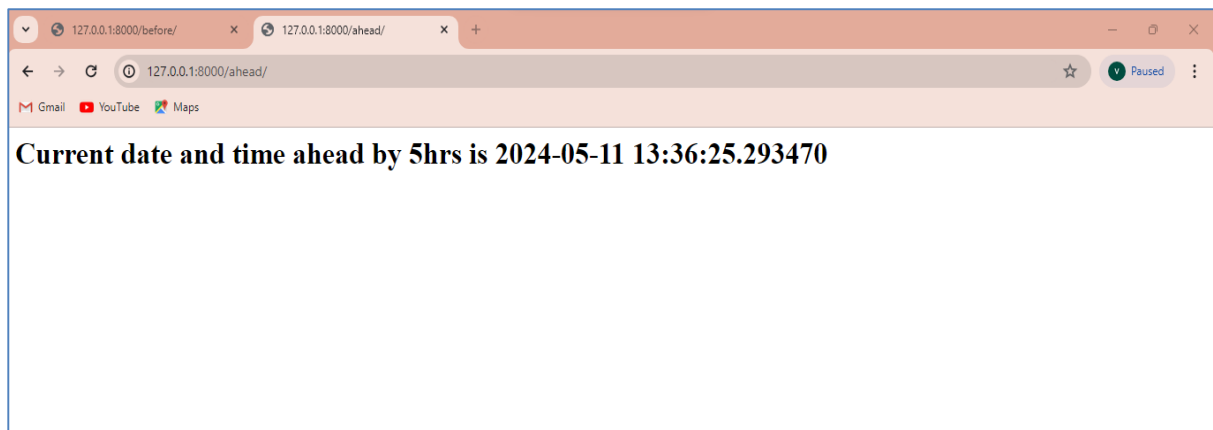 127.0.0.1:8000/before/ 127.0.0.1:8000/ahead/
127.0.0.1:8000/ahead/ V Paused
Gmail YouTube Maps
Current date and time ahead by 5hrs is 2024-05-11 13:36:25.293470